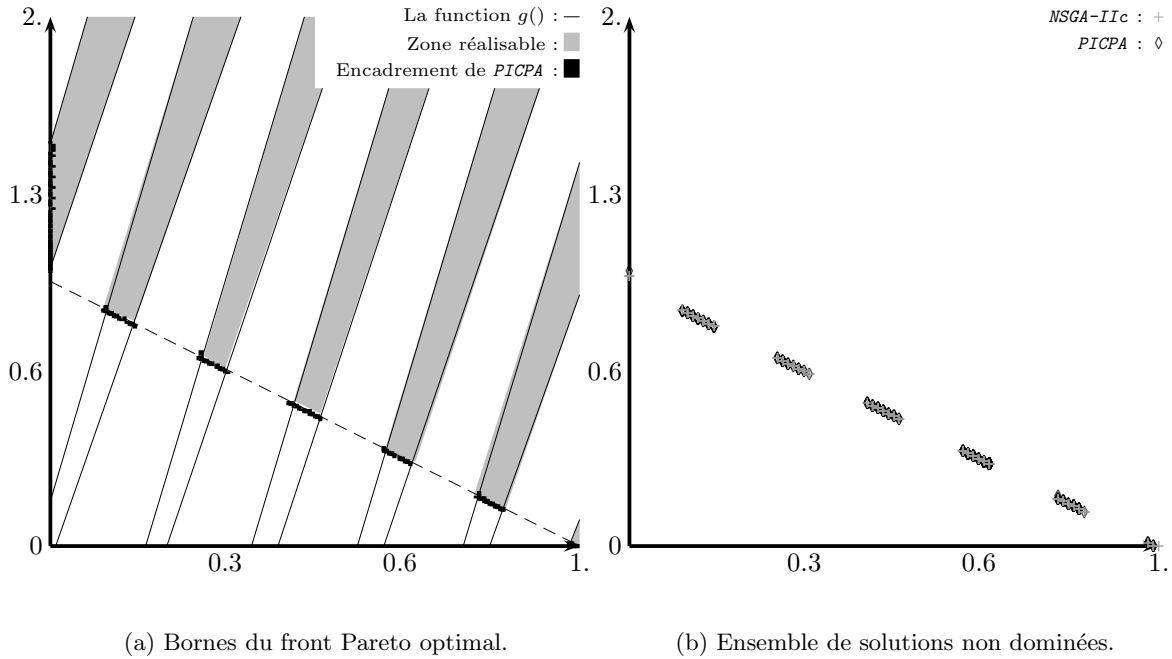 2.
1.3
0.6
0
0.3
0.6
1.
La function g() :
Zone réalisable :
Encadrement de PICPA :
(a) Bornes du front Pareto optimal.
2.
1.3
0.6
0
0.3
0.6
1.
NSGA-IIc :
PICPA :
(b) Ensemble de solutions non dominées.